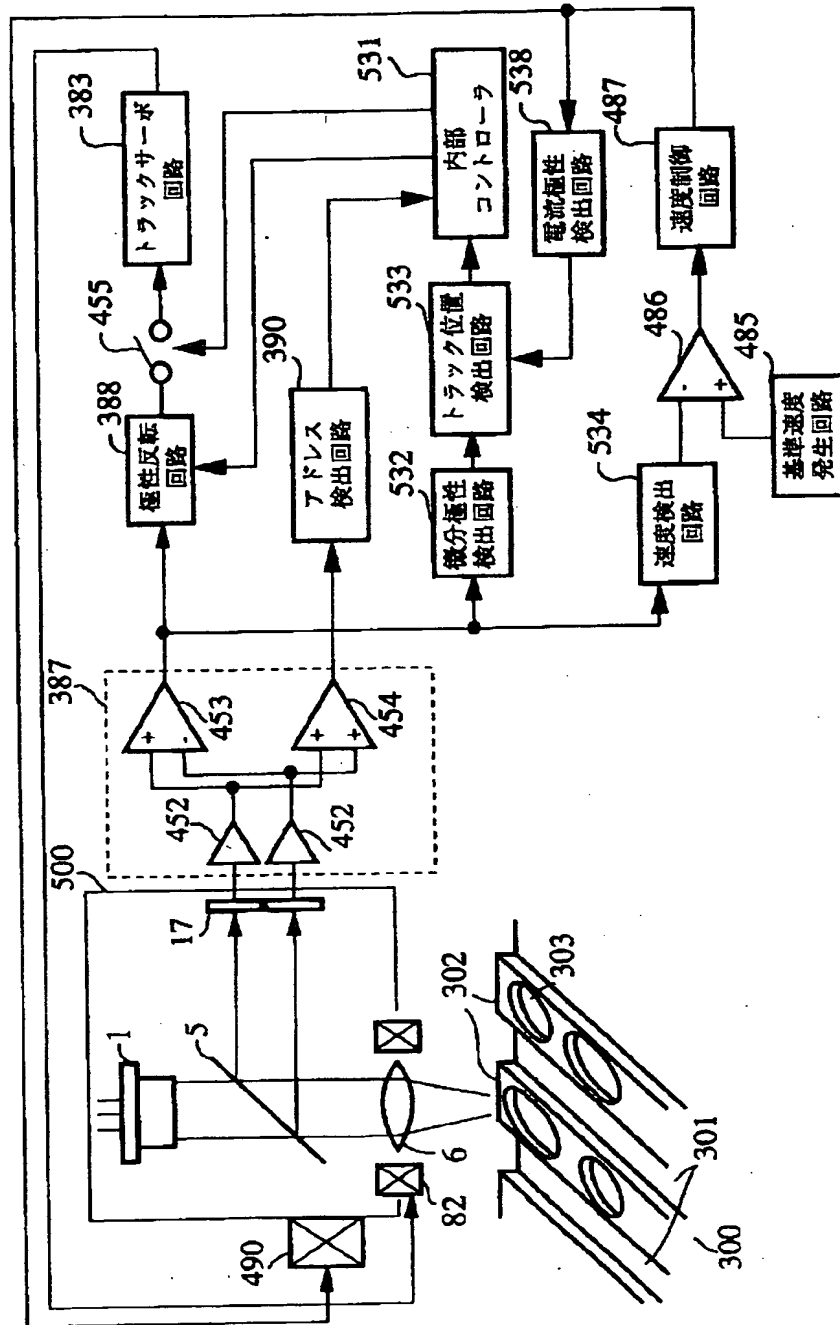 383
トラックサーボ
回路
455
388
極性反転
回路
390
アドレス
検出回路
531
内部
コントローラ
533
トラック位置
検出回路
532
微分極性
検出回路
538
電流極性
検出回路
487
速度制御
回路
486
-
+
485
基準速度
発生回路
534
速度検出
回路
387
+
-
453
+
+
454
452
452
500
17
1
5
6
82
490
302
303
301
300